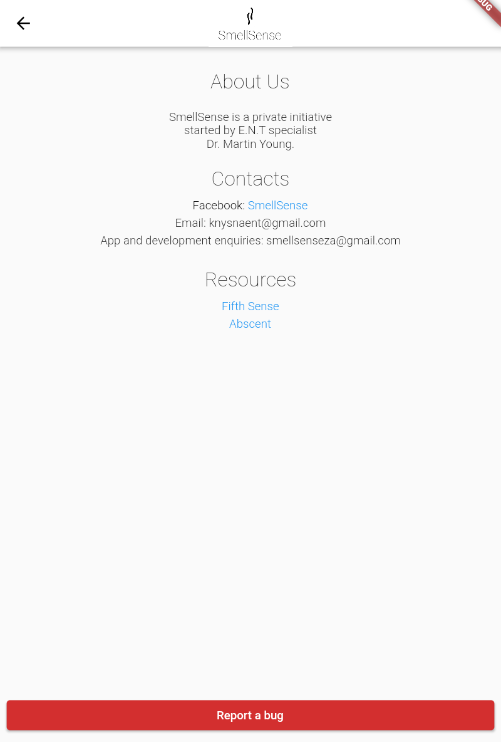 SmellSense
About Us
SmellSense is a private initiative
started by E.N.T specialist
Dr. Martin Young.
Contacts
Facebook: SmellSense
Email: knysnaent@gmail.com
App and development enquiries: smellsenseza@gmail.com
Resources
Fifth Sense
Abscent
Report a bug